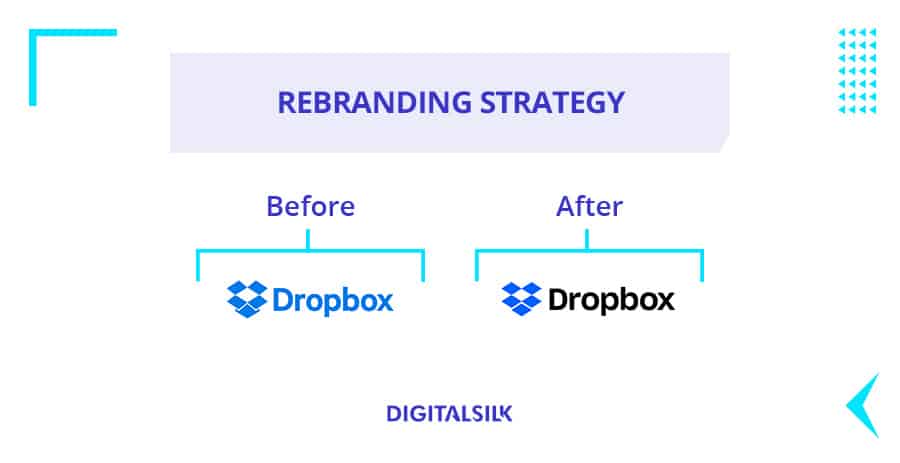 REBRANDING STRATEGY
Before
After
Dropbox
Dropbox
DIGITALSILK